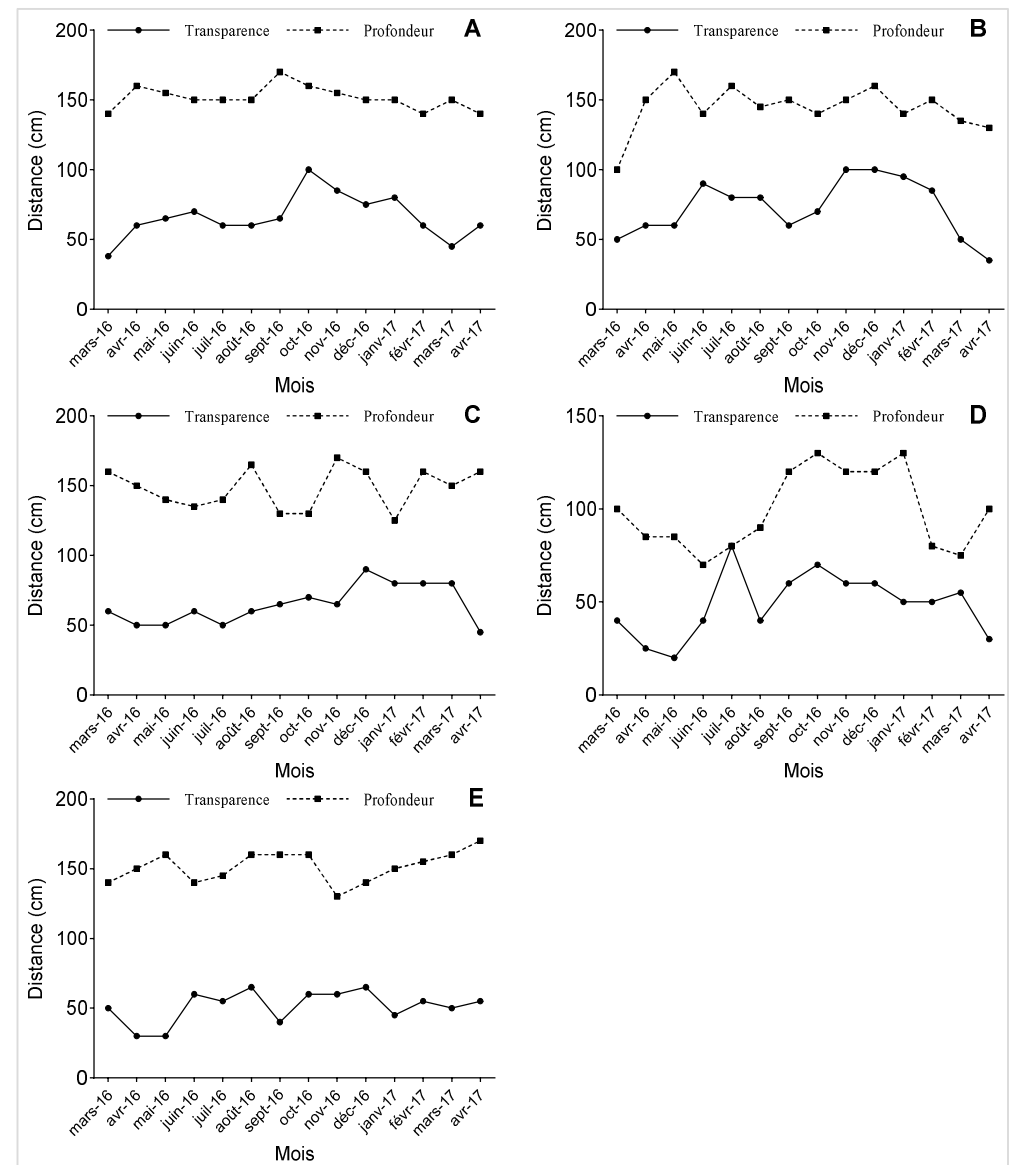 Transparence Profondeur A
200
150
100
50
0
Distance (cm)
mars-16 avr-16 mai-16 juin-16 juil-16 août-16 sept-16 oct-16 nov-16 déc-16 janv-17 févr-17 mars-17 avr-17
Mois
Transparence Profondeur B
200
150
100
50
0
Distance (cm)
mars-16 avr-16 mai-16 juin-16 juil-16 août-16 sept-16 oct-16 nov-16 déc-16 janv-17 févr-17 mars-17 avr-17
Mois
Transparence Profondeur C
200
150
100
50
0
Distance (cm)
mars-16 avr-16 mai-16 juin-16 juil-16 août-16 sept-16 oct-16 nov-16 déc-16 janv-17 févr-17 mars-17 avr-17
Mois
Transparence Profondeur D
150
100
50
0
Distance (cm)
mars-16 avr-16 mai-16 juin-16 juil-16 août-16 sept-16 oct-16 nov-16 déc-16 janv-17 févr-17 mars-17 avr-17
Mois
Transparence Profondeur E
200
150
100
50
0
Distance (cm)
mars-16 avr-16 mai-16 juin-16 juil-16 août-16 sept-16 oct-16 nov-16 déc-16 janv-17 févr-17 mars-17 avr-17
Mois